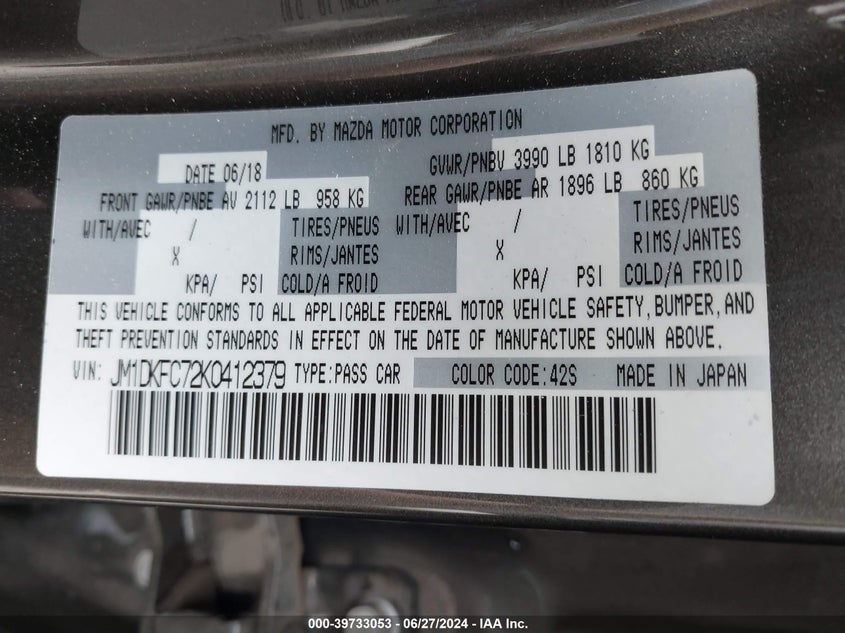 MFD. BY MAZDA MOTOR CORPORATION
DATE 06/18 GVWR/PNBV 3990 LB 1810 KG
FRONT GAWR/PNBE AV 2112 LB 958 KG REAR GAWR/PNBE AR 1896 LB 860 KG
WITH/AVEC / TIRES/PNEUS WITH/AVEC / TIRES/PNEUS
X RIMS/JANTES X RIMS/JANTES
KPA/ PSI COLD/A FROID KPA/ PSI COLD/A FROID
THIS VEHICLE CONFORMS TO ALL APPLICABLE FEDERAL MOTOR VEHICLE SAFETY, BUMPER, AND
THEFT PREVENTION STANDARDS IN EFFECT ON THE DATE OF MANUFACTURE SHOWN ABOVE.
VIN: JM1DKFC72K0412379 TYPE:PASS CAR COLOR CODE:42S MADE IN JAPAN
000-39733053 - 06/27/2024 - IAA Inc.